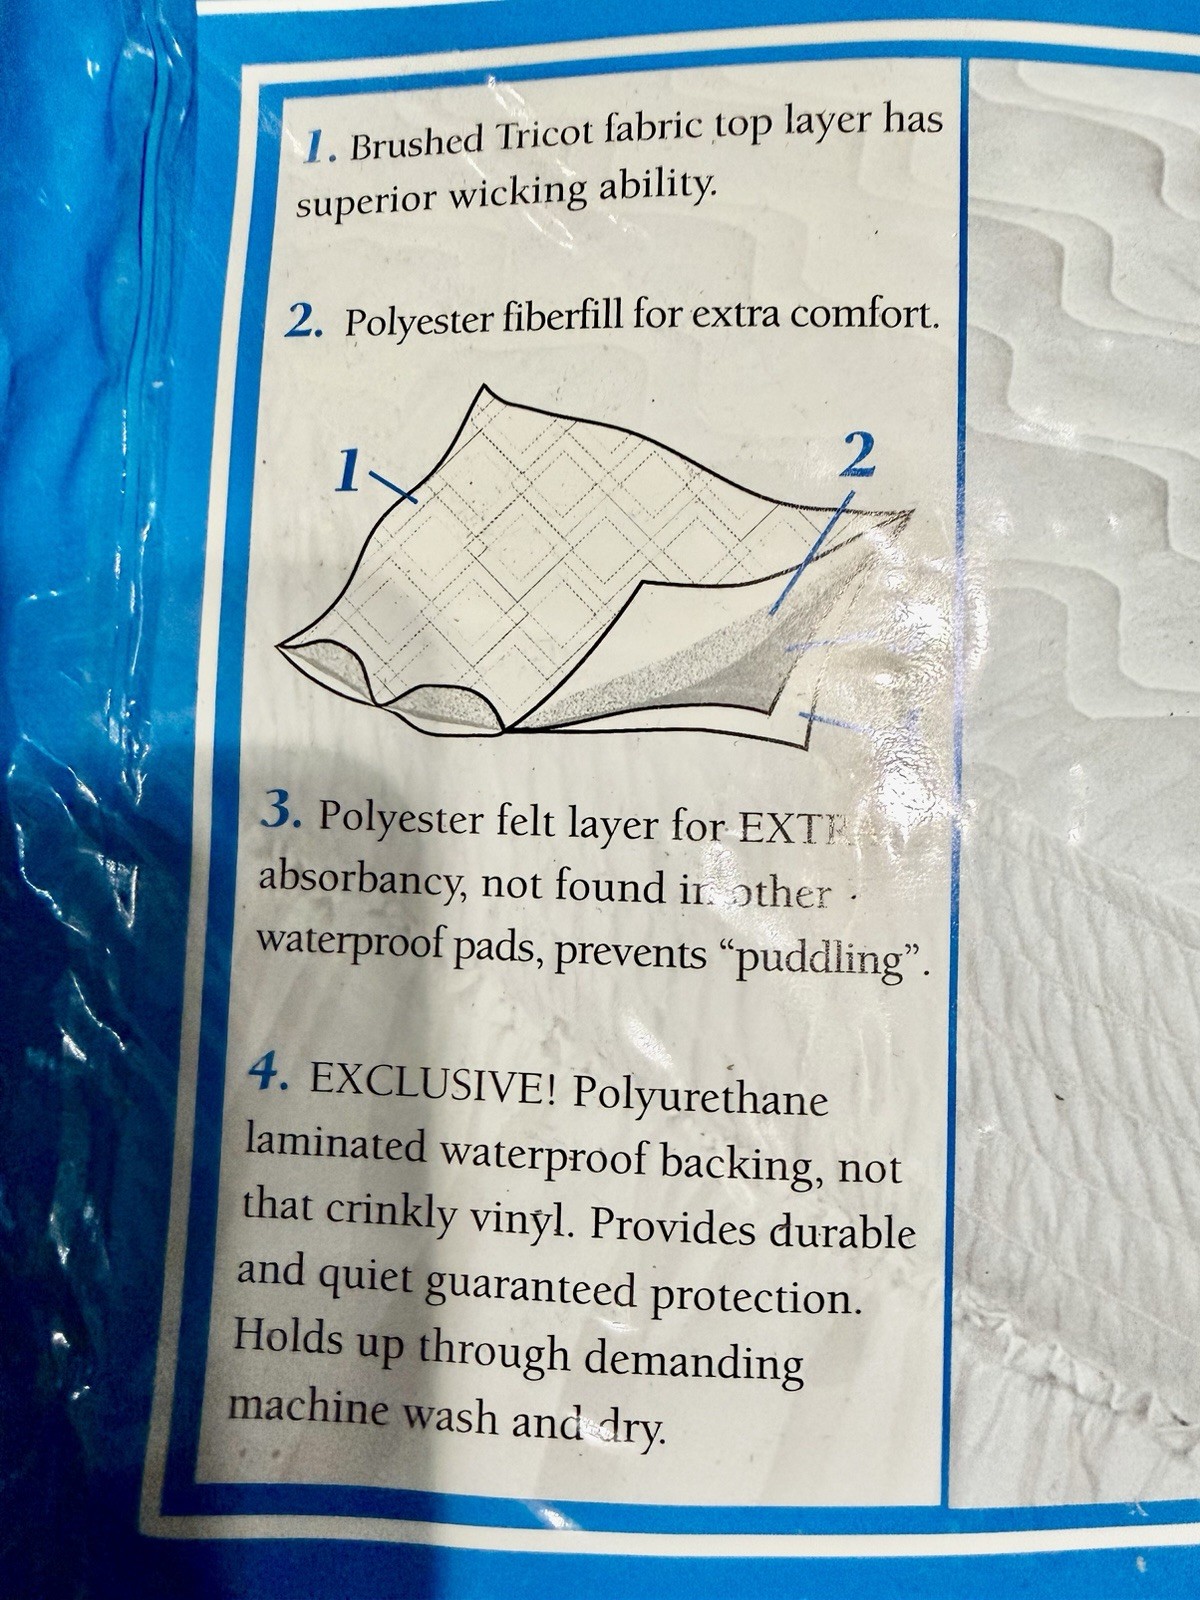 1. Brushed Tricot fabric top layer has
superior wicking ability.
2. Polyester fiberfill for extra comfort.
1
2
3. Polyester felt layer for
absorbancy, not found in other
waterproof pads, prevents “puddling”.
4. EXCLUSIVE! Polyurethane
laminated waterproof backing, not
that crinkly vinyl. Provides durable
and quiet guaranteed protection.
Holds up through demanding
machine wash and dry.